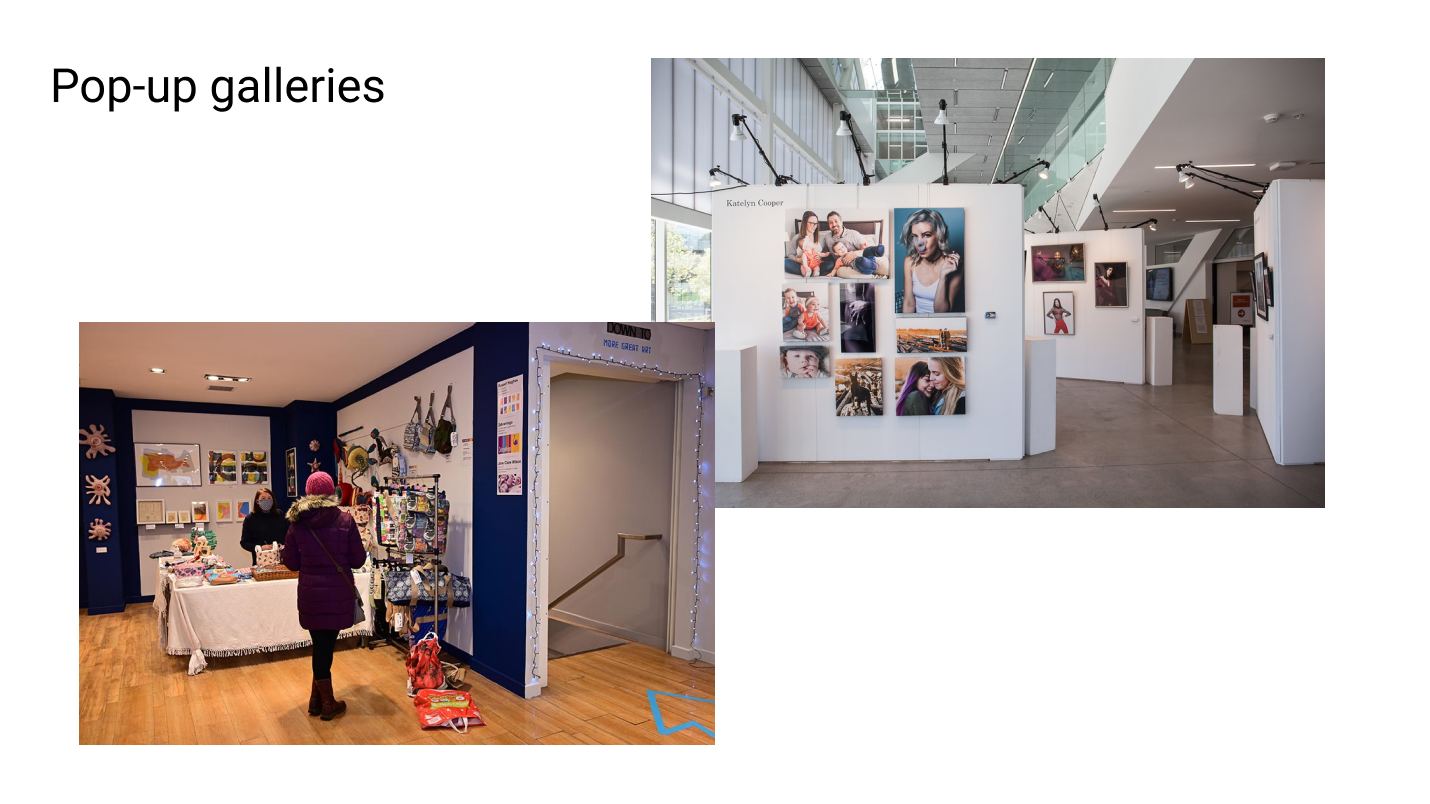 Pop-up galleries
Katelyn Cooper
DOWN TO
MORE GREAT ART